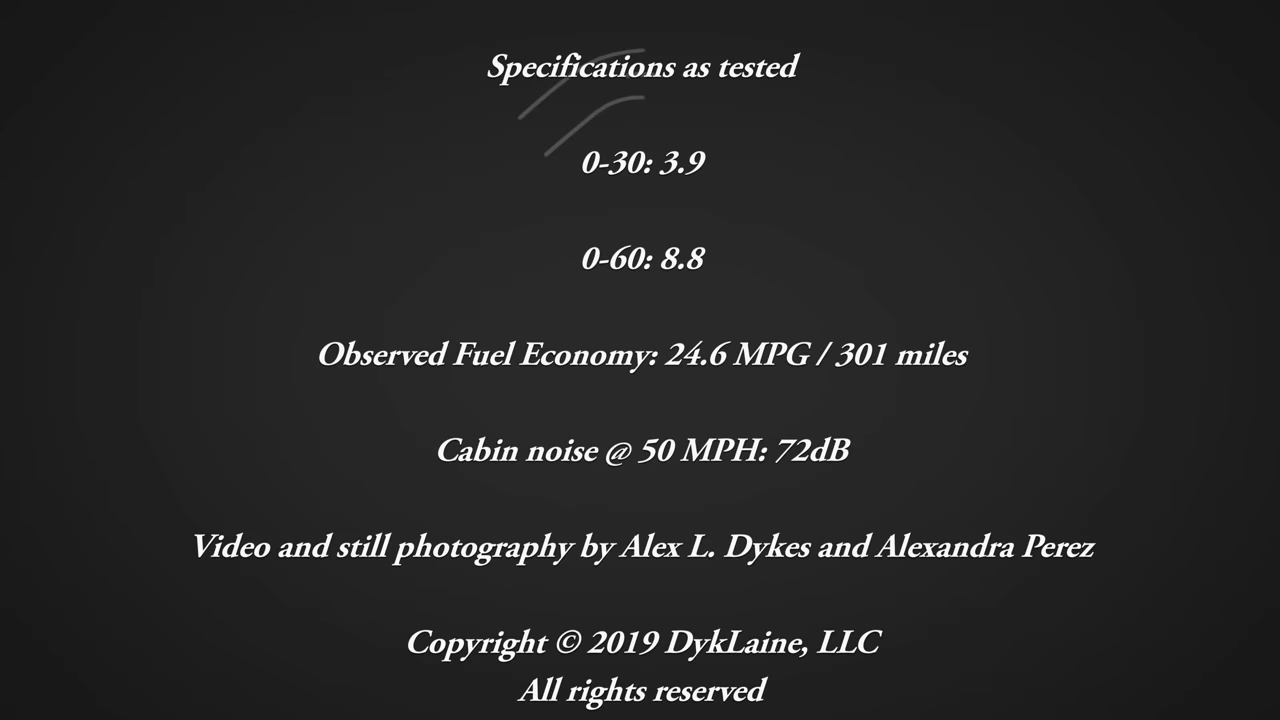 Specifications as tested
0-30: 3.9
0-60: 8.8
Observed Fuel Economy: 24.6 MPG / 301 miles
Cabin noise @ 50 MPH: 72dB
Video and still photography by Alex L. Dykes and Alexandra Perez
Copyright © 2019 DykLaine, LLC
All rights reserved